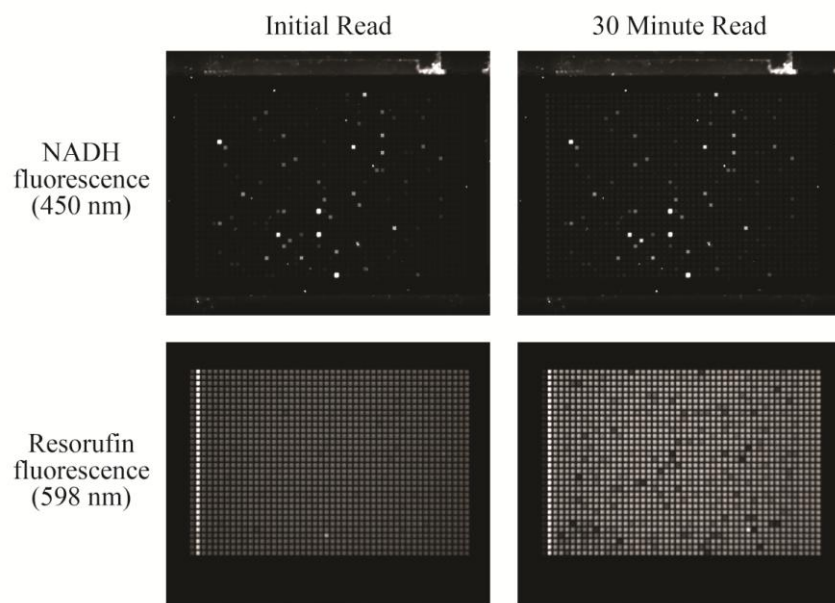 Initial Read
30 Minute Read
NADH
fluorescence
(450 nm)
Resorufin
fluorescence
(598 nm)